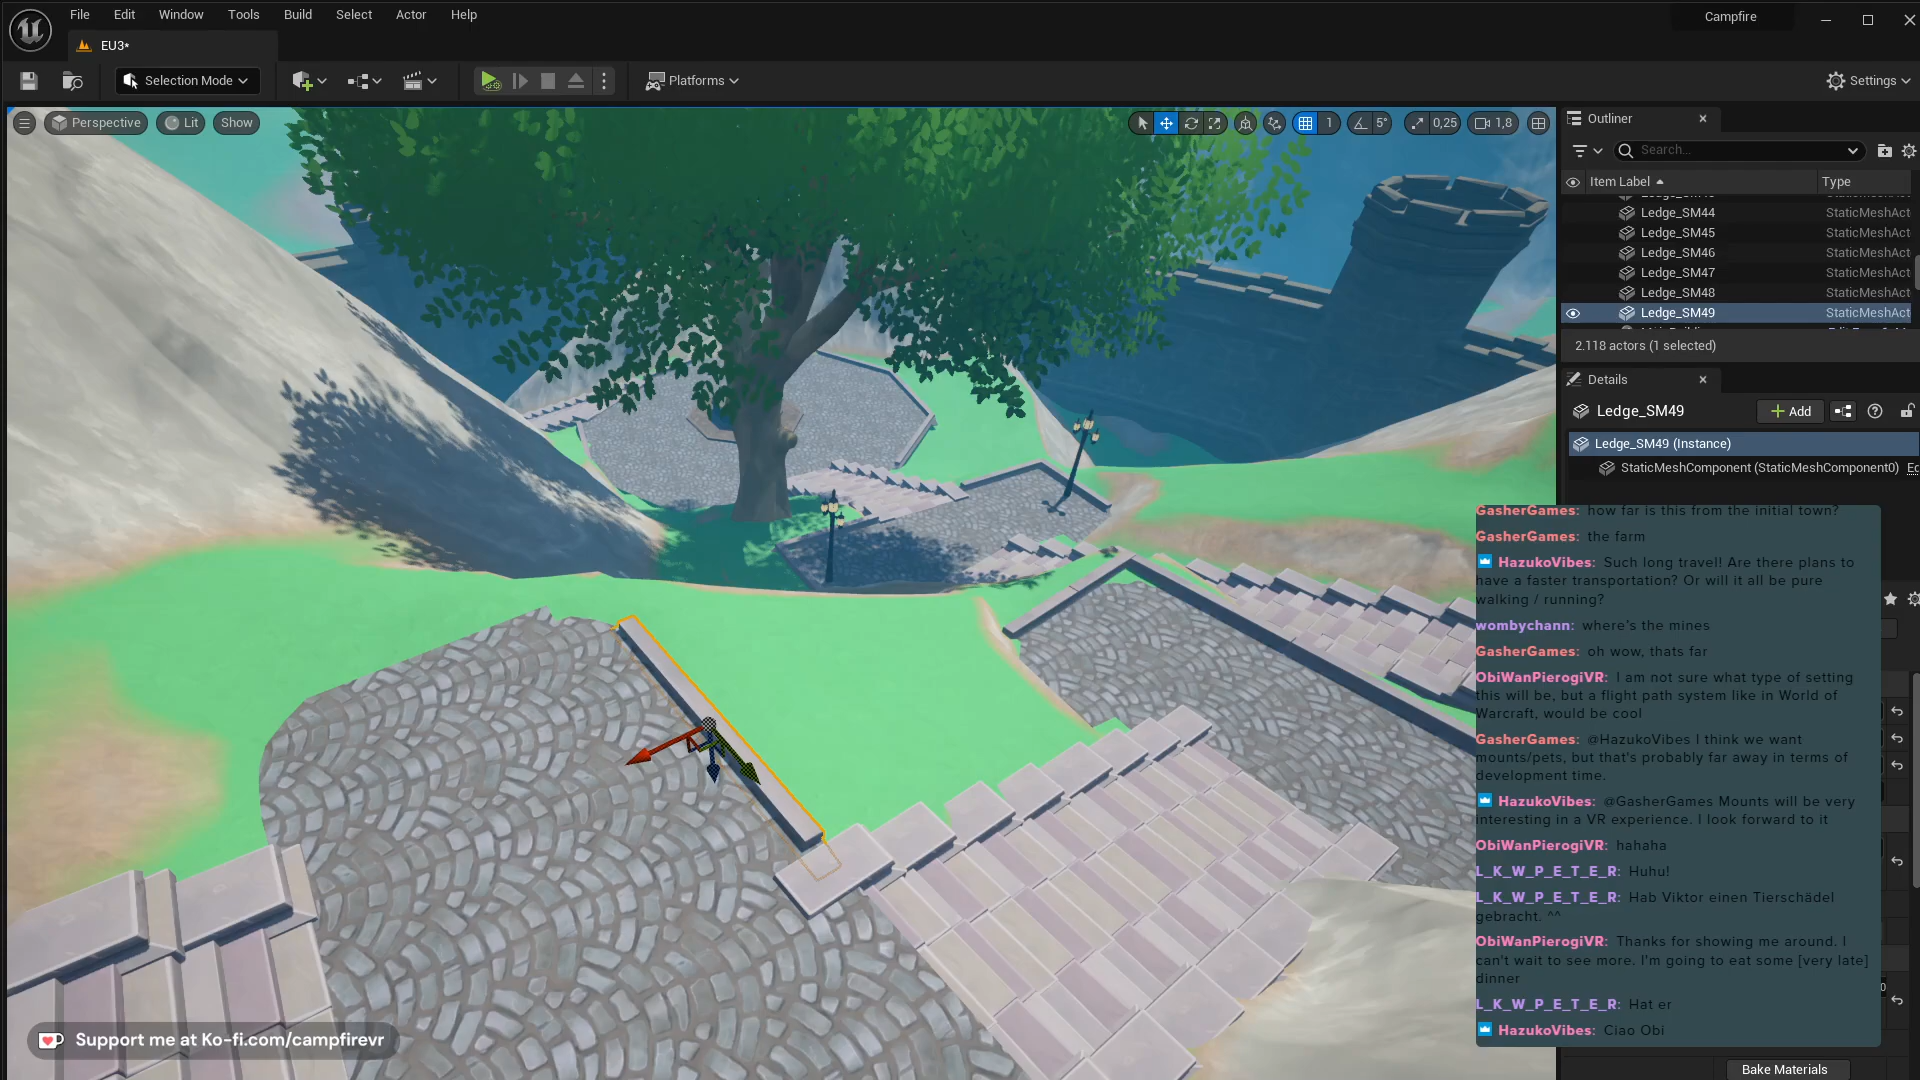 File Edit Window Tools Build Select Actor Help
Campfire
EU3*
Selection Mode
Platforms
Settings
Perspective Lit Show
1 5° 0,25 1,8
Outliner
Search...
Item Label Type
Ledge_SM44 StaticMeshAct
Ledge_SM45 StaticMeshAct
Ledge_SM46 StaticMeshAct
Ledge_SM47 StaticMeshAct
Ledge_SM48 StaticMeshAct
Ledge_SM49 StaticMeshAct
2.118 actors (1 selected)
Details
Ledge_SM49 Add
Ledge_SM49 (Instance)
StaticMeshComponent (StaticMeshComponent0)
GasherGames: how far is this from the initial town?
GasherGames: the farm
HazukoVibes: Such long travel! Are there plans to
have a faster transportation? Or will it all be pure
walking / running?
wombychann: where's the mines
GasherGames: oh wow, thats far
ObiWanPierogiVR: I am not sure what type of setting
this will be, but a flight path system like in World of
Warcraft, would be cool
GasherGames: @HazukoVibes I think we want
mounts/pets, but that's probably far away in terms of
development time.
HazukoVibes: @GasherGames Mounts will be very
interesting in a VR experience. I look forward to it
ObiWanPierogiVR: hahaha
L_K_W_P_E_T_E_R: Huhu!
L_K_W_P_E_T_E_R: Hab Viktor einen Tierschädel
gebracht. ^^
ObiWanPierogiVR: Thanks for showing me around. I
can't wait to see more. I'm going to eat some [very late]
dinner
L_K_W_P_E_T_E_R: Hat er
HazukoVibes: Ciao Obi
Support me at Ko-fi.com/campfirevr
Bake Materials